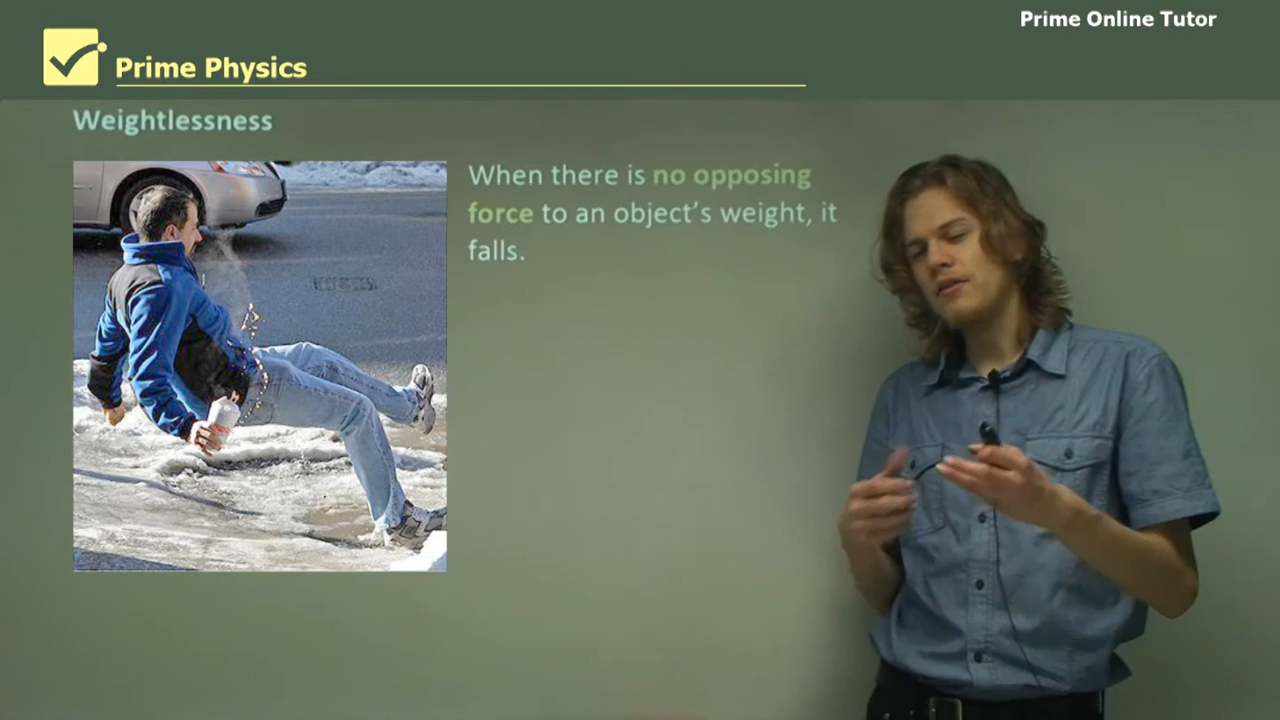 Prime Online Tutor
Prime Physics
Weightlessness
When there is no opposing
force to an object's weight, it
falls.